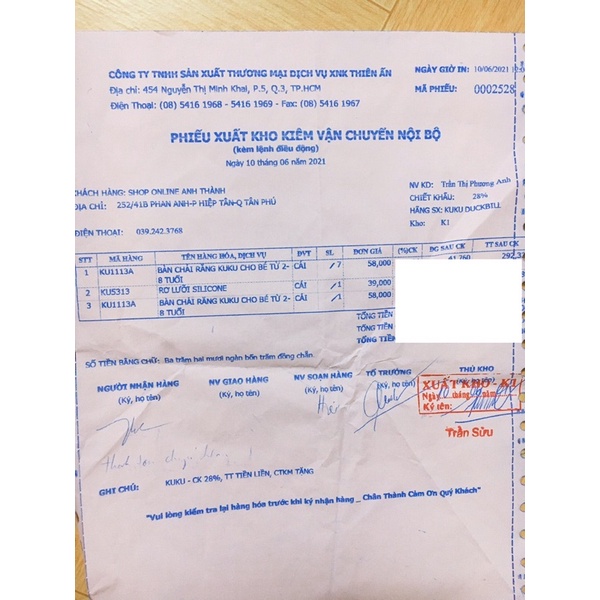 CÔNG TY TNHH SẢN XUẤT THƯƠNG MẠI DỊCH VỤ XNK THIÊN ẤN
NGÀY GIỜ IN: 10/06/2021
Địa chỉ: 454 Nguyễn Thị Minh Khai, P.5, Q.3, TP.HCM
MÃ PHIẾU: 0002528
Điện Thoại: (08) 5416 1968 - 5416 1969 - Fax: (08) 5416 1967
PHIẾU XUẤT KHO KIÊM VẬN CHUYỂN NỘI BỘ
(kèm lệnh điều động)
Ngày 10 tháng 06 năm 2021
KHÁCH HÀNG: SHOP ONLINE ANH THÀNH
NV KD: Trần Thị Phương Anh
ĐỊA CHỈ: 252/41B PHAN ANH-P HIỆP TÂN-Q TÂN PHÚ
CHIẾT KHẤU: 28%
HÃNG SX: KUKU DUCKBILL
ĐIỆN THOẠI: 039.242.3768
Kho: K1
STT MÃ HÀNG TÊN HÀNG HÓA, DỊCH VỤ ĐVT SL ĐƠN GIÁ (%)CK ĐG SAU CK TT SAU CK
1 KU1113A BÀN CHẢI RĂNG KUKU CHO BÉ TỪ 2-8 TUỔI CÁI 7 58,000
2 KU5313 RƠ LƯỠI SILICONE CÁI 1 39,000
3 KU1113A BÀN CHẢI RĂNG KUKU CHO BÉ TỪ 2-8 TUỔI CÁI 1 58,000
TỔNG TIỀN
TỔNG TIỀN
TỔNG TIỀN
SỐ TIỀN BẰNG CHỮ: Ba trăm hai mươi ngàn bốn trăm đồng chẵn
NGƯỜI NHẬN HÀNG NV GIAO HÀNG NV SOẠN HÀNG TỔ TRƯỞNG THỦ KHO
(Ký, họ tên) (Ký, họ tên) (Ký, họ tên) (Ký, họ tên)
XUẤT KHO K1
Ngày tháng năm
Ký tên:
Trần Sửu
GHI CHÚ: KUKU - CK 28%, TT TIỀN LIỀN, CTKM TẶNG
"Vui lòng kiểm tra lại hàng hóa trước khi ký nhận hàng _ Chân Thành Cảm Ơn Quý Khách"